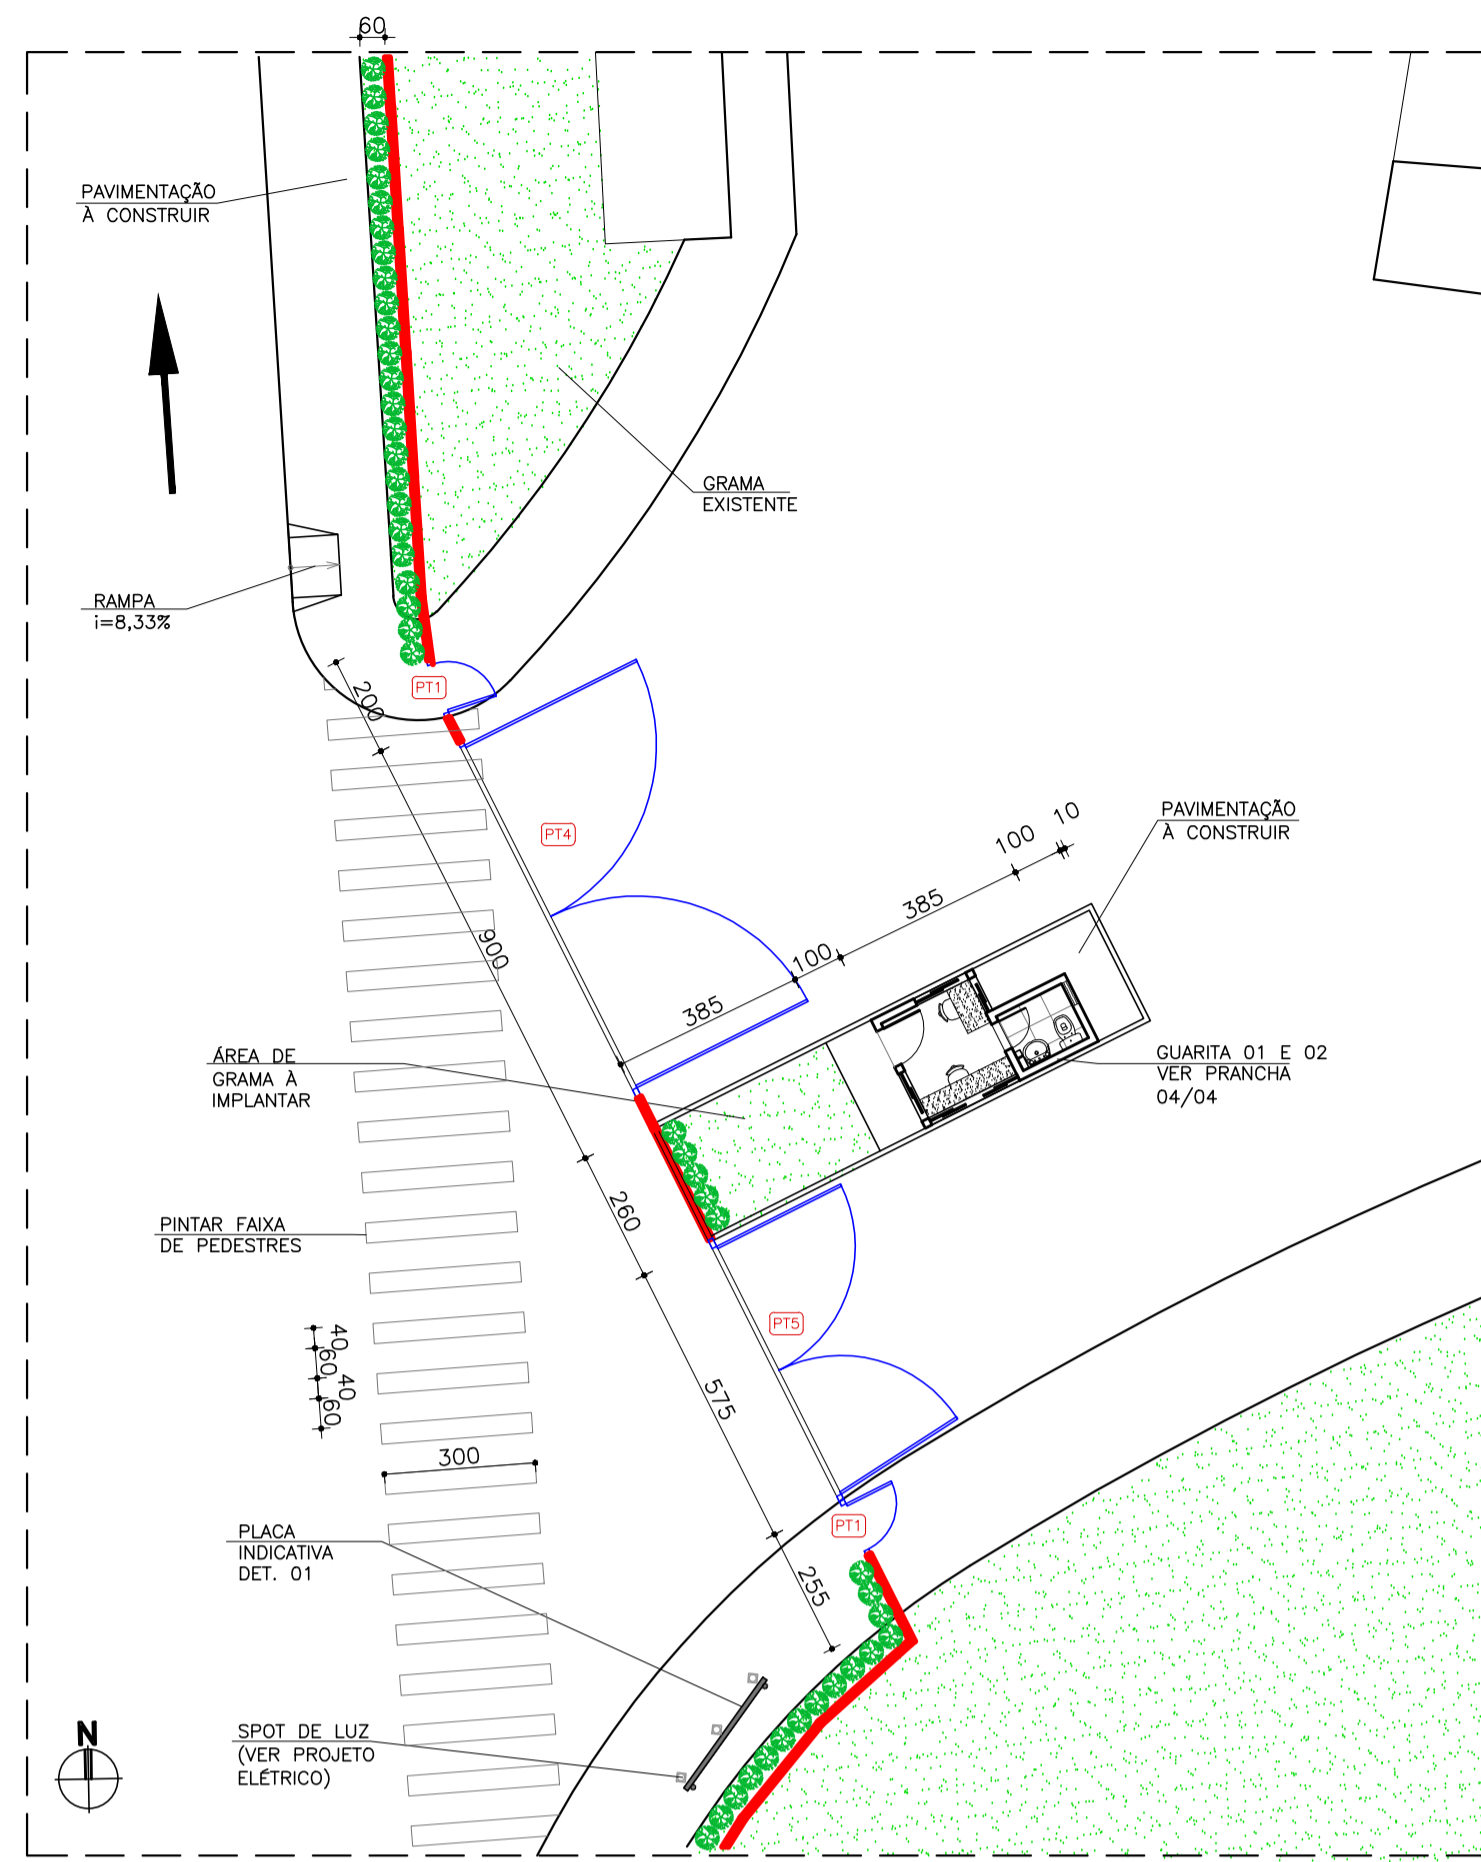 60
PAVIMENTAÇÃO
À CONSTRUIR
GRAMA
EXISTENTE
RAMPA
i=8,33%
PT1
200
PT4
900
PAVIMENTAÇÃO
À CONSTRUIR
10
100
385
100
385
ÁREA DE
GRAMA À
IMPLANTAR
GUARITA 01 E 02
VER PRANCHA
04/04
260
PINTAR FAIXA
DE PEDESTRES
PT5
40
60
40
60
575
300
PT1
PLACA
INDICATIVA
DET. 01
255
SPOT DE LUZ
(VER PROJETO
ELÉTRICO)
N